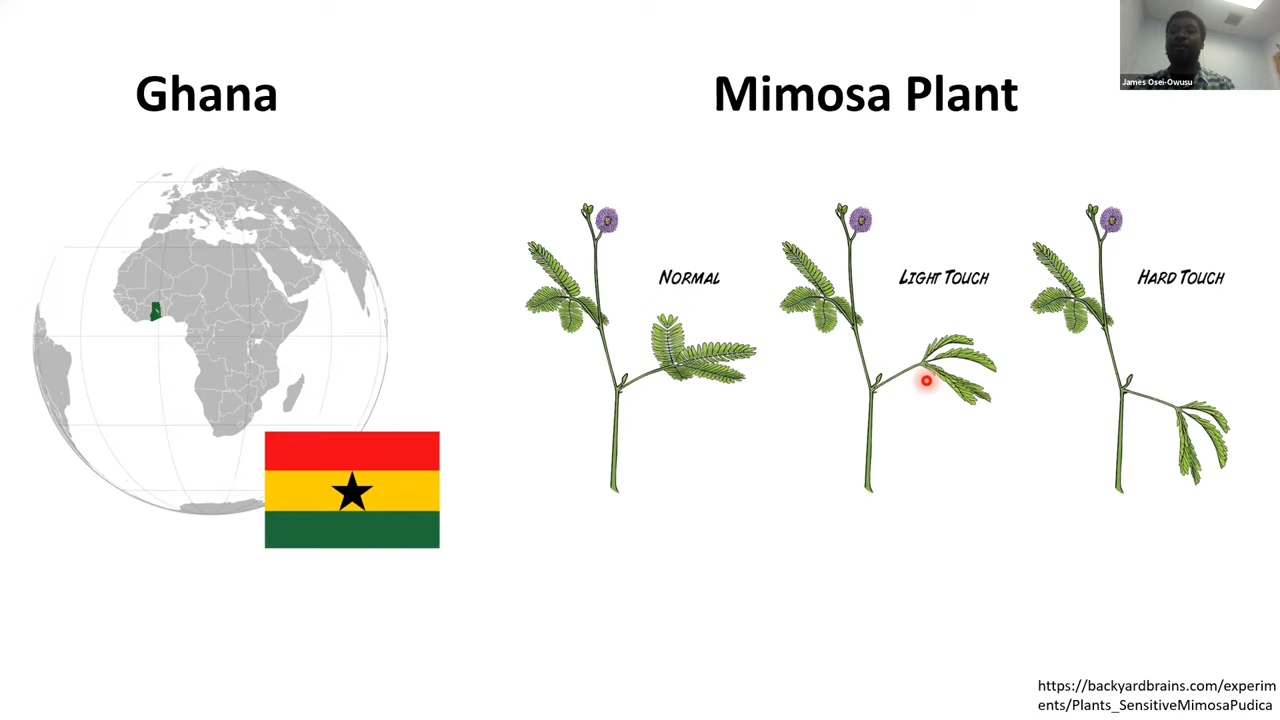 Ghana
Mimosa Plant
James Osei-Owusu
NORMAL
LIGHT TOUCH
HARD TOUCH
https://backyardbrains.com/experim
ents/Plants_SensitiveMimosaPudica